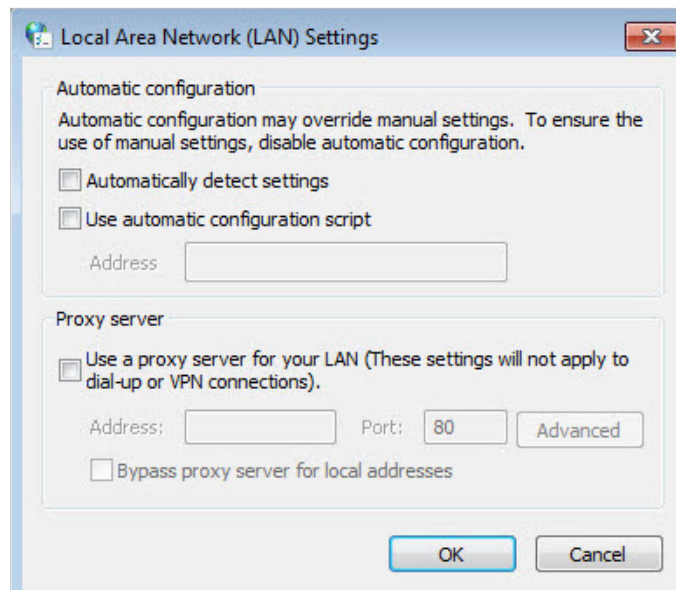 Local Area Network (LAN) Settings
Automatic configuration
Automatic configuration may override manual settings.  To ensure the
use of manual settings, disable automatic configuration.
Automatically detect settings
Use automatic configuration script
Address
Proxy server
Use a proxy server for your LAN (These settings will not apply to
dial-up or VPN connections).
Address: Port: 80 Advanced
Bypass proxy server for local addresses
OK Cancel